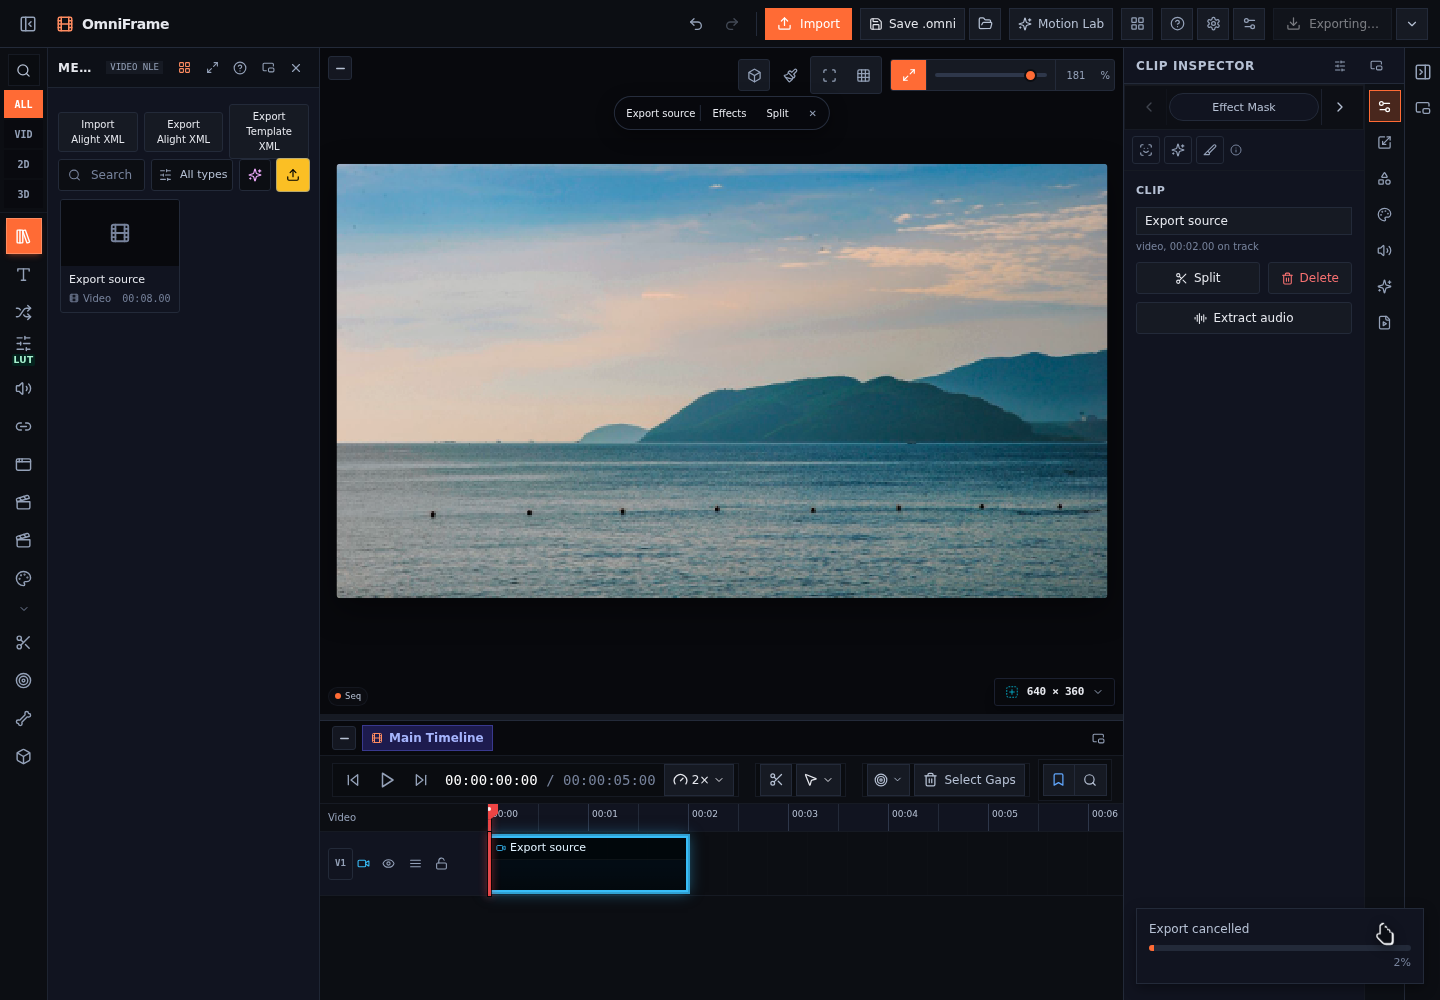 OmniFrame
Import
Save .omni
Motion Lab
Exporting...
ME...
VIDEO NLE
ALL
VID
2D
3D
LUT
Import
Alight XML
Export
Alight XML
Export
Template
XML
Search
All types
Export source
Video 00:08.00
181 %
Export source
Effects
Split
×
Seq
640 × 360
CLIP INSPECTOR
Effect Mask
CLIP
Export source
video, 00:02.00 on track
Split
Delete
Extract audio
Main Timeline
00:00:00:00 / 00:00:05:00
2×
Select Gaps
Video
00:00
00:01
00:02
00:03
00:04
00:05
00:06
V1
Export source
Export cancelled
2%